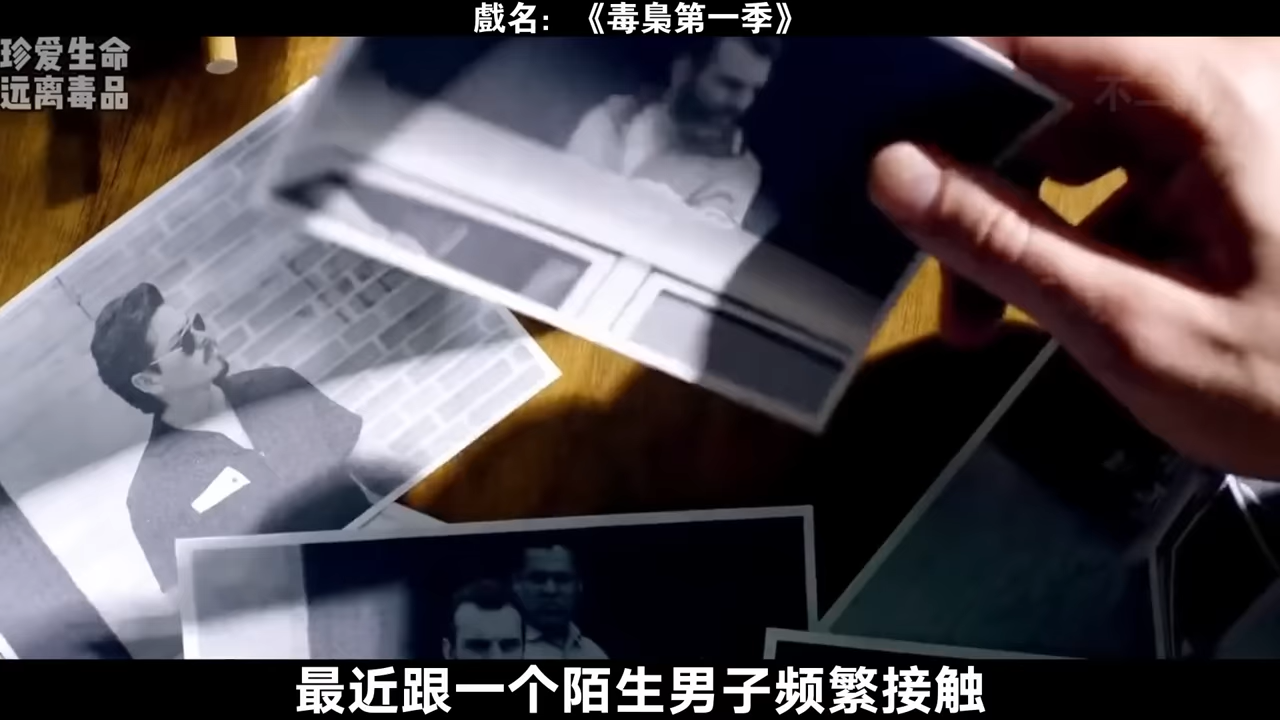 戲名：《毒梟第一季》
珍爱生命
远离毒品
最近跟一个陌生男子频繁接触